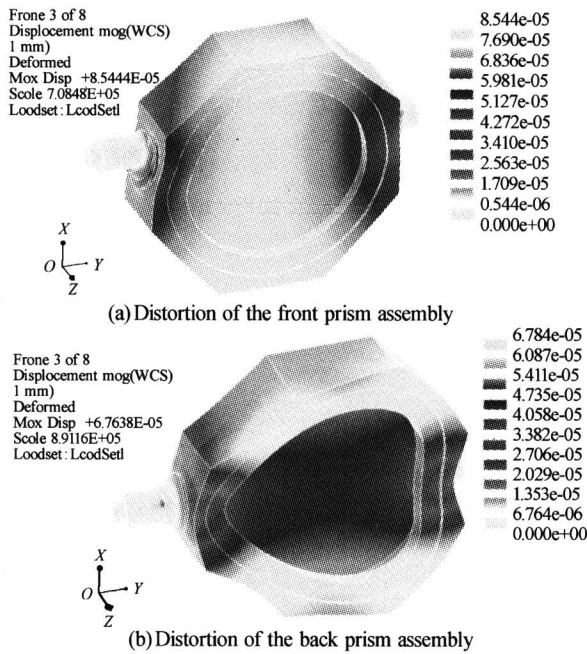 Frone 3 of 8
Displacement mog(WCS)
1 mm)
Deformed
Mox Disp +8.5444E-05
Scale 7.0848E+05
Loodset:LcodSetl
8.544e-05
7.690e-05
6.836e-05
5.981e-05
5.127e-05
4.272e-05
3.410e-05
2.563e-05
1.709e-05
0.544e-06
0.000e+00
X
O
Y
Z
(a) Distortion of the front prism assembly
Frone 3 of 8
Displacement mog(WCS)
1 mm)
Deformed
Mox Disp +6.7638E-05
Scale 8.9116E+05
Loodset:LcodSetl
6.784e-05
6.087e-05
5.411e-05
4.735e-05
4.058e-05
3.382e-05
2.706e-05
2.029e-05
1.353e-05
6.764e-06
0.000e+00
X
O
Y
Z
(b) Distortion of the back prism assembly